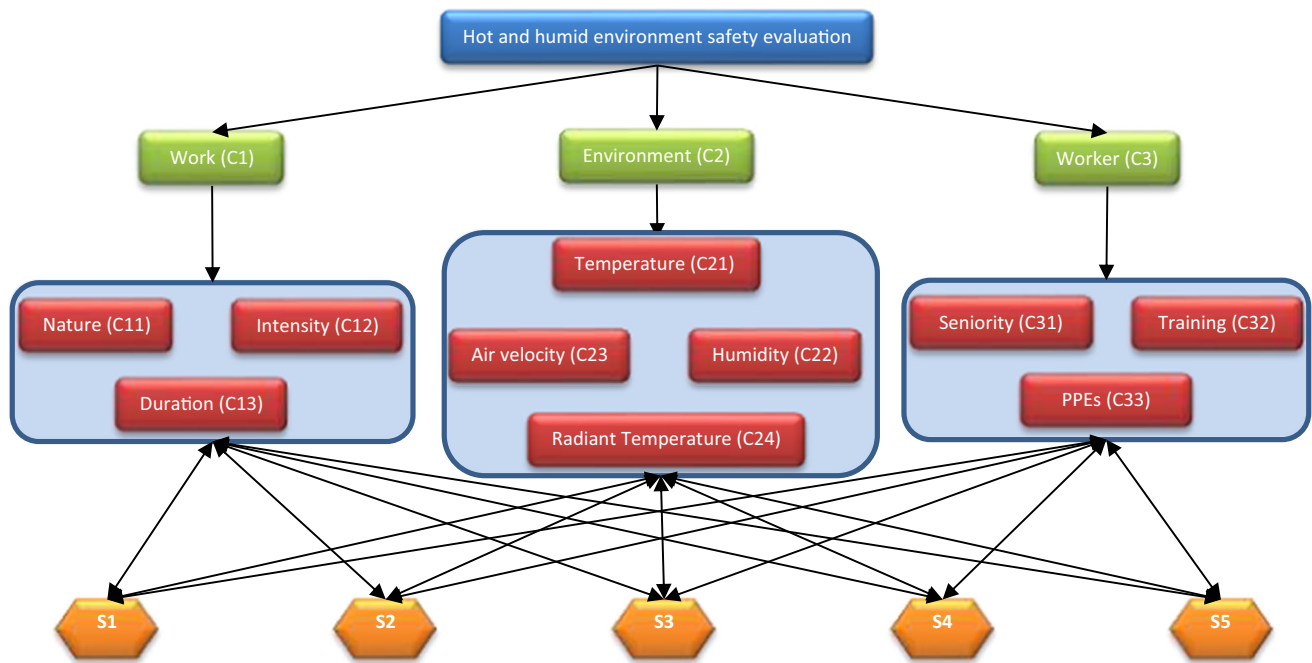 Hot and humid environment safety evaluation
Work (C1)
Environment (C2)
Worker (C3)
Nature (C11)
Intensity (C12)
Duration (C13)
Temperature (C21)
Air velocity (C23
Humidity (C22)
Radiant Temperature (C24)
Seniority (C31)
Training (C32)
PPEs (C33)
S1
S2
S3
S4
S5